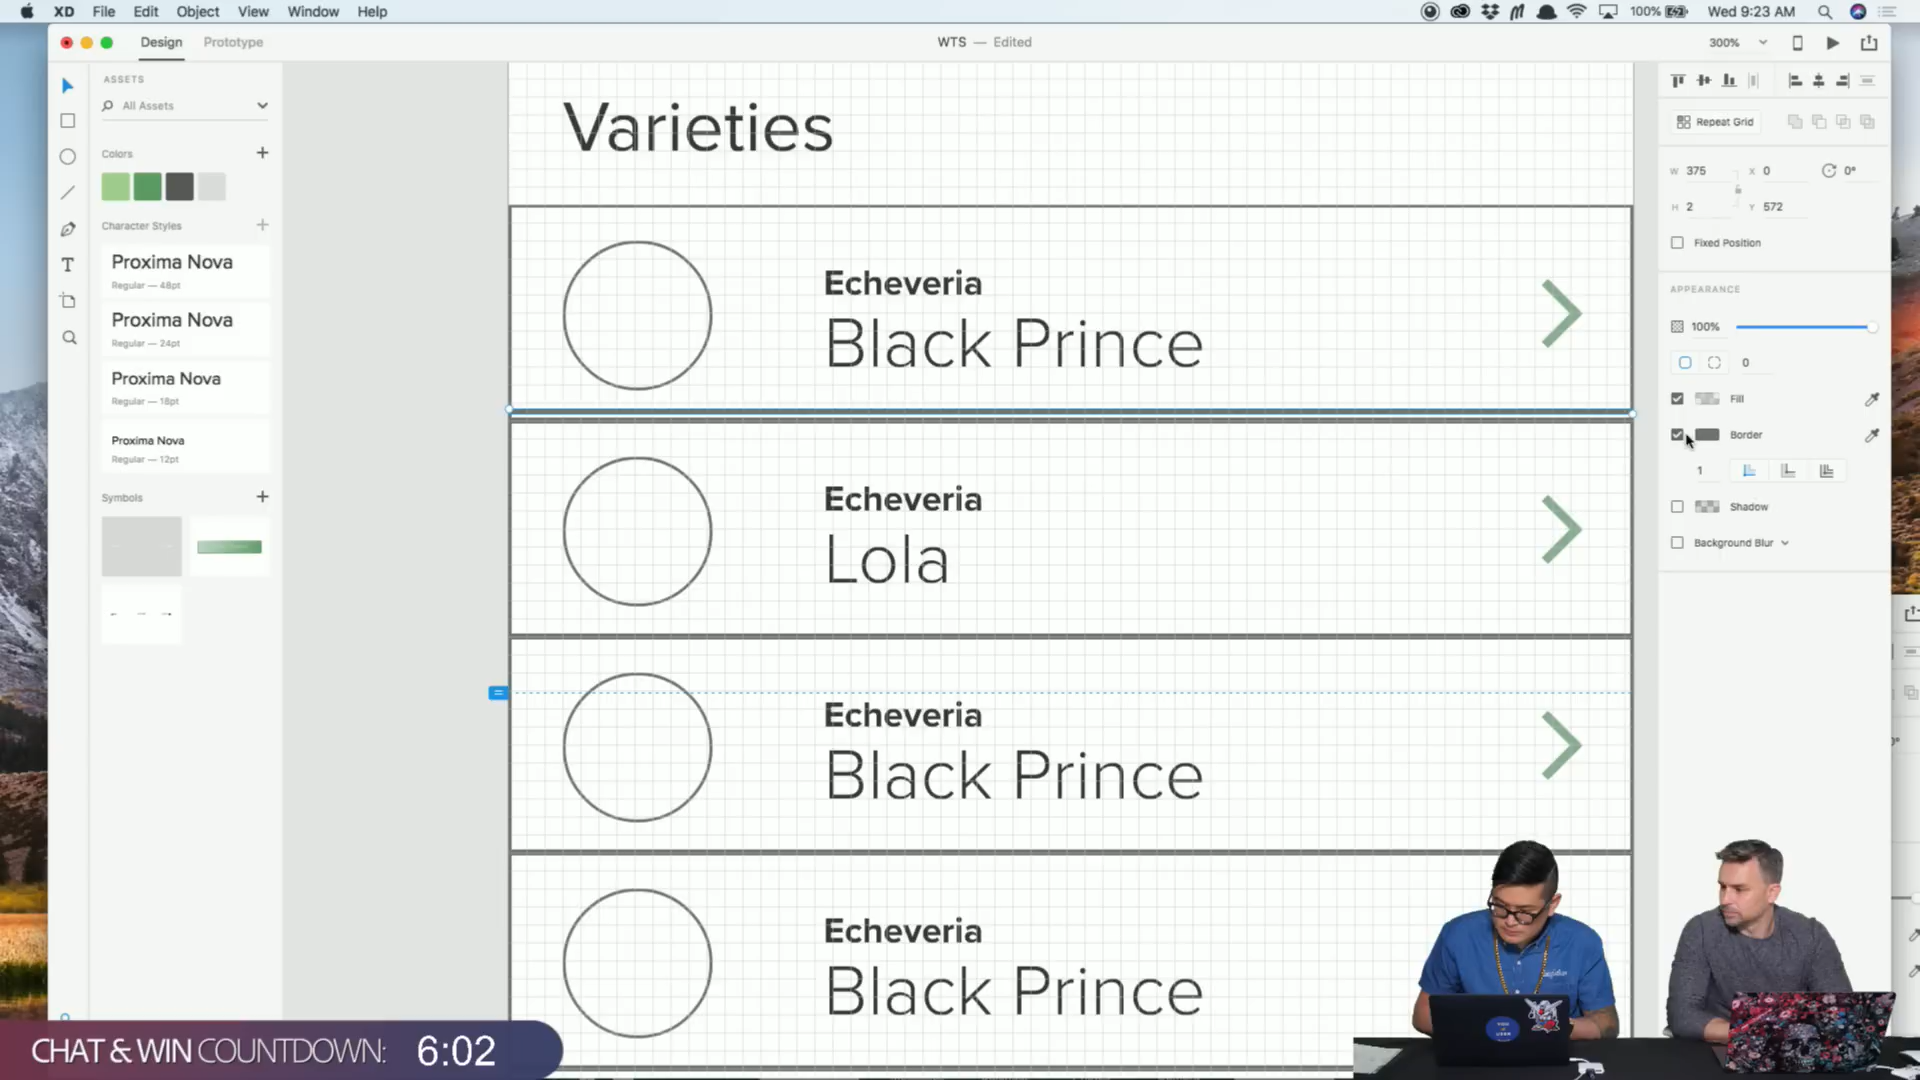 XD File Edit Object View Window Help
100% Wed 9:23 AM
Design Prototype
WTS — Edited
300%
ASSETS
All Assets
Colors
Character Styles
Proxima Nova
Regular — 48pt
Proxima Nova
Regular — 24pt
Proxima Nova
Regular — 18pt
Proxima Nova
Regular — 12pt
Symbols
Varieties
Echeveria
Black Prince
Echeveria
Lola
Echeveria
Black Prince
Echeveria
Black Prince
Repeat Grid
W 375 X 0 0°
H 2 Y 572
Fixed Position
APPEARANCE
100%
0
Fill
Border
1
Shadow
Background Blur
CHAT & WIN COUNTDOWN: 6:02